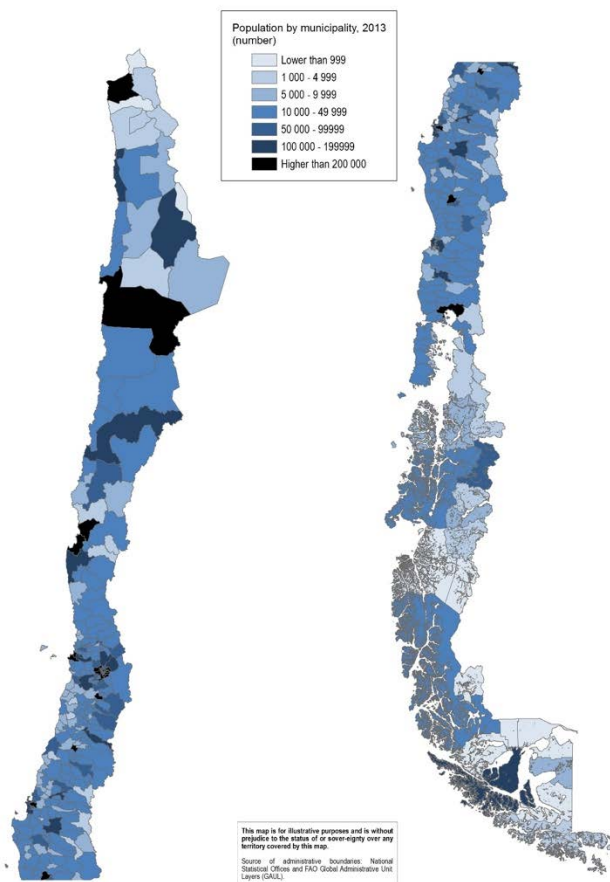 Population by municipality, 2013
(number)
Lower than 999
1 000 - 4 999
5 000 - 9 999
10 000 - 49 999
50 000 - 99999
100 000 - 199999
Higher than 200 000
This map is for illustrative purposes and is without
prejudice to the status of or sover-eignty over any
territory covered by this map.
Source of administrative boundaries: National
Statistical Offices and FAO Global Administrative Unit
Layers (GAUL).